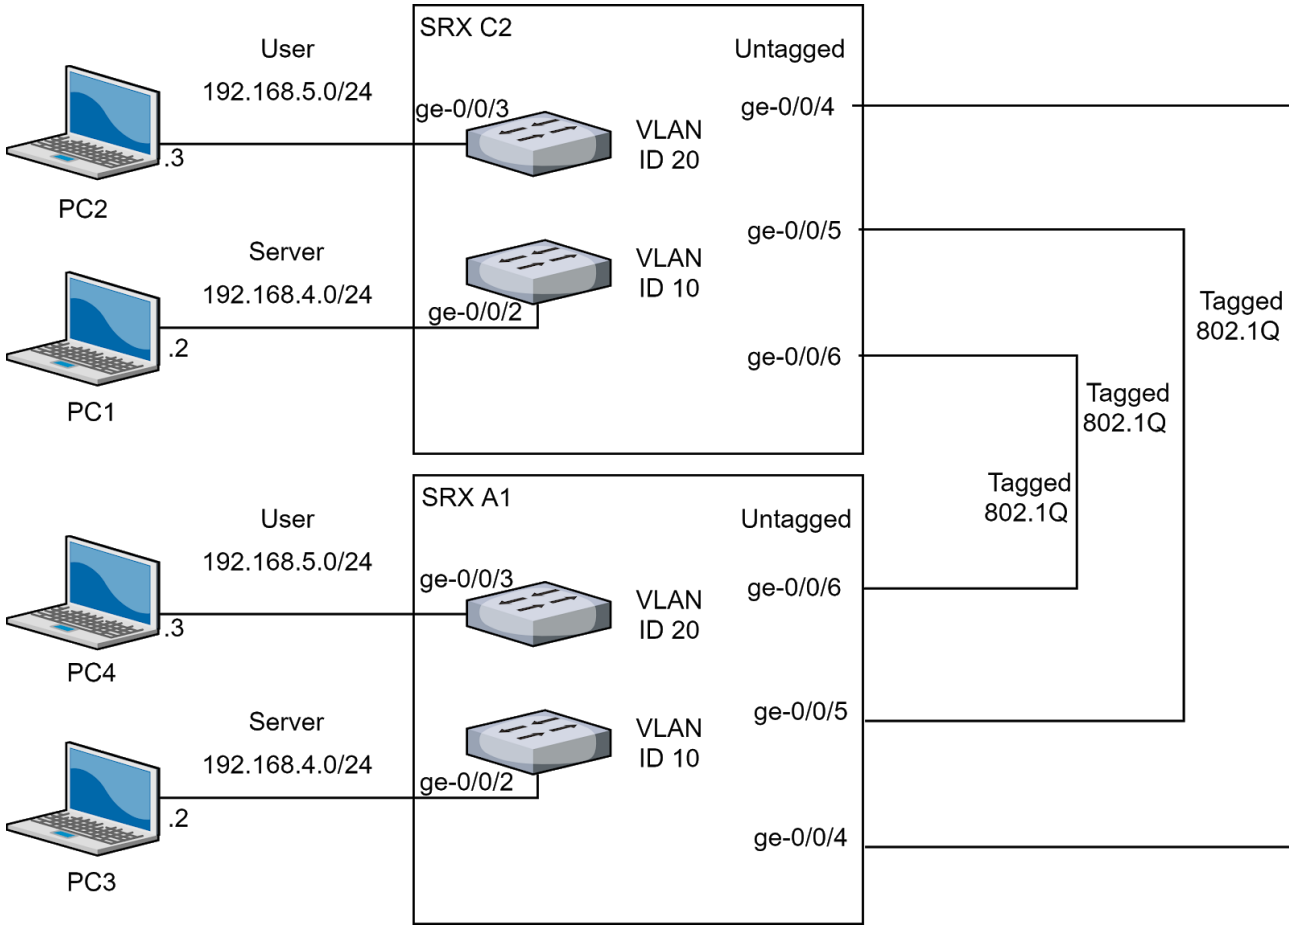 SRX C2
User
192.168.5.0/24
Untagged
ge-0/0/3
ge-0/0/4
VLAN
ID 20
.3
PC2
Server
192.168.4.0/24
ge-0/0/5
VLAN
ID 10
ge-0/0/2
.2
ge-0/0/6
PC1
Tagged
802.1Q
Tagged
802.1Q
Tagged
802.1Q
SRX A1
User
192.168.5.0/24
Untagged
ge-0/0/3
ge-0/0/6
VLAN
ID 20
.3
PC4
Server
192.168.4.0/24
ge-0/0/5
VLAN
ID 10
ge-0/0/2
.2
ge-0/0/4
PC3